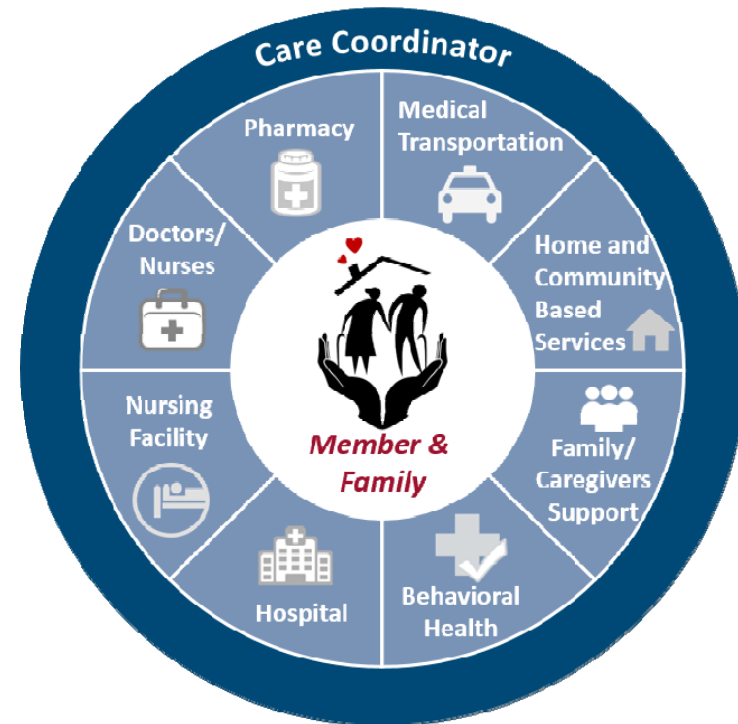 Care Coordinator
Pharmacy
Medical
Transportation
Home and
Community
Based
Services
Family/
Caregivers
Support
Behavioral
Health
Hospital
Nursing
Facility
Doctors/
Nurses
Member &
Family